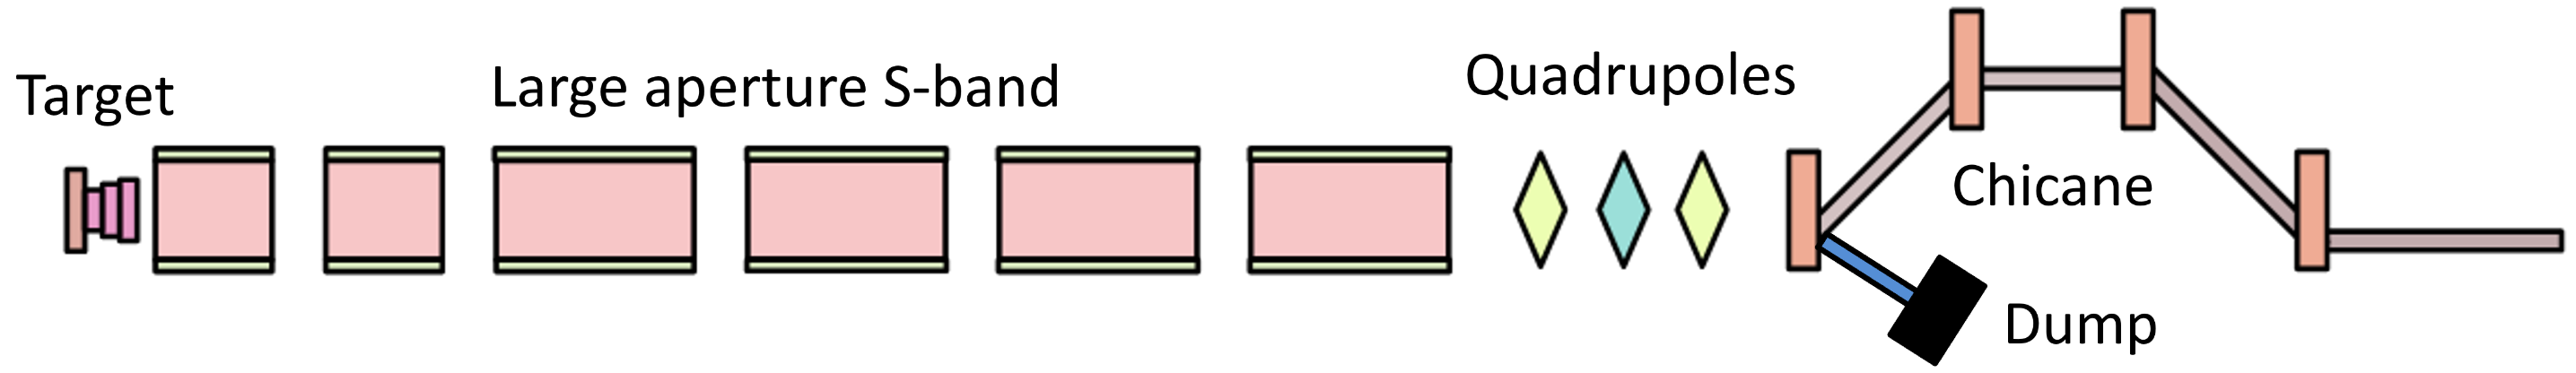 Target
Large aperture S-band
Quadrupoles
Chicane
Dump